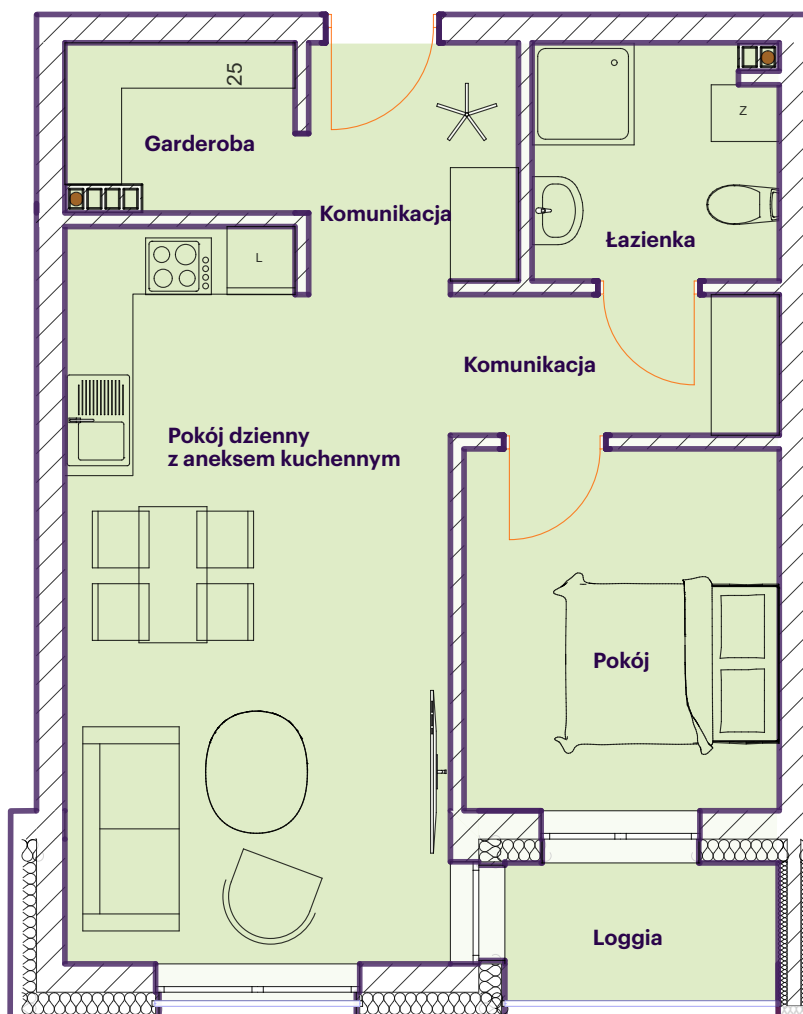 25
Garderoba
Z
Komunikacja
Łazienka
L
Komunikacja
Pokój dzienny
z aneksem kuchennym
Pokój
Loggia